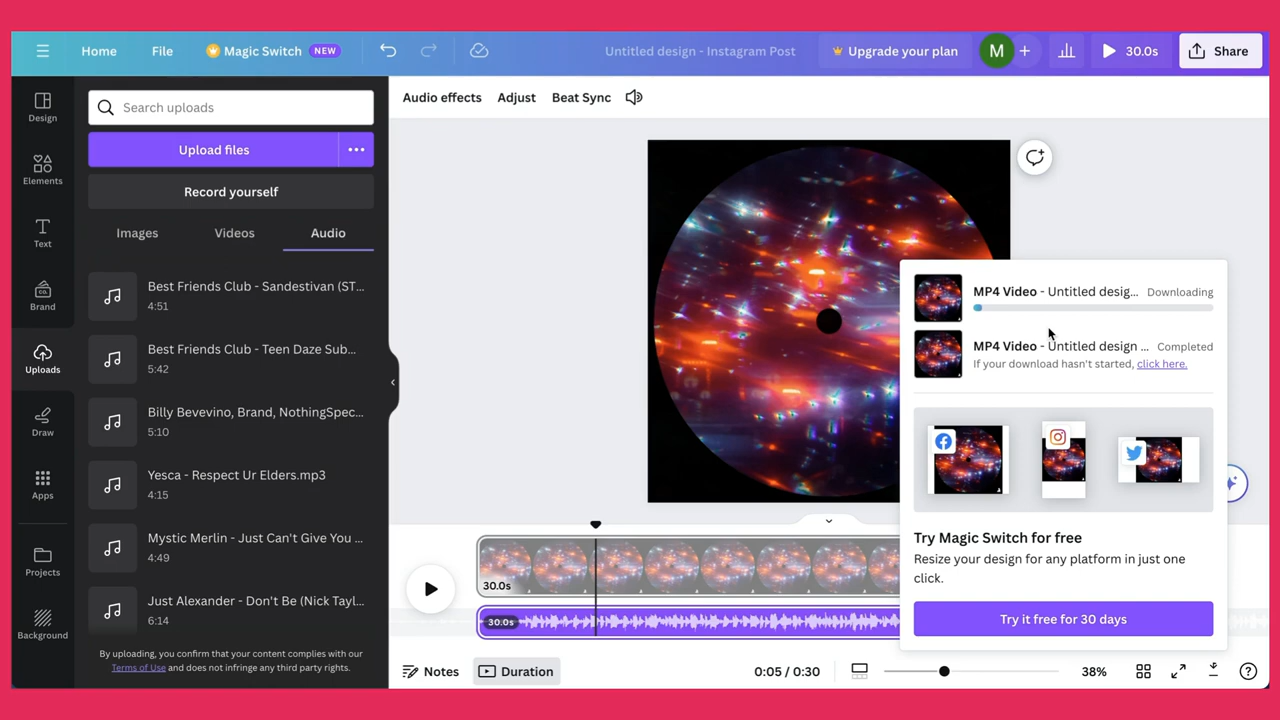 Home
File
Magic Switch NEW
Untitled design - Instagram Post
Upgrade your plan
M
30.0s
Share
Design
Elements
Text
Brand
Uploads
Draw
Apps
Projects
Background
Search uploads
Upload files
Record yourself
Images
Videos
Audio
Best Friends Club - Sandestivan (ST...
4:51
Best Friends Club - Teen Daze Sub...
5:42
Billy Bevevino, Brand, NothingSpec...
5:10
Yesca - Respect Ur Elders.mp3
4:15
Mystic Merlin - Just Can't Give You ...
4:49
Just Alexander - Don't Be (Nick Tayl...
6:14
By uploading, you confirm that your content complies with our
Terms of Use and does not infringe any third party rights.
Audio effects
Adjust
Beat Sync
MP4 Video - Untitled desig... Downloading
MP4 Video - Untitled design ... Completed
If your download hasn't started, click here.
Try Magic Switch for free
Resize your design for any platform in just one
click.
Try it free for 30 days
30.0s
30.0s
Notes
Duration
0:05 / 0:30
38%